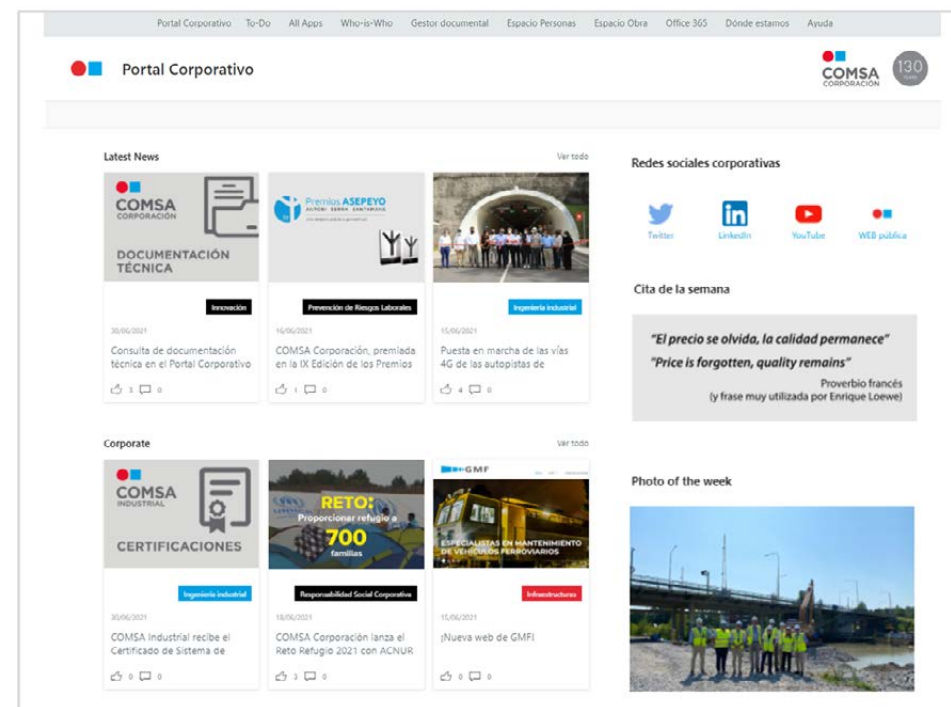 Portal Corporativo To-Do All Apps Who-is-Who Gestor documental Espacio Personas Espacio Obra Office 365 Dónde estamos Ayuda
Portal Corporativo
COMSA
CORPORACIÓN
130
Latest News
Ver todo
COMSA
CORPORACIÓN
DOCUMENTACIÓN
TÉCNICA
Innovación
30/06/2021
Consulta de documentación
técnica en el Portal Corporativo
3 0
Premios ASEPEYO
ANTONI SERRA SANTAMANS
Prevención de Riesgos Laborales
16/06/2021
COMSA Corporación, premiada
en la IX Edición de los Premios
1 0
Ingeniería industrial
15/06/2021
Puesta en marcha de las vías
4G de las autopistas de
4 0
Corporate
Ver todo
COMSA
INDUSTRIAL
CERTIFICACIONES
Ingeniería industrial
30/06/2021
COMSA Industrial recibe el
Certificado de Sistema de
0 0
RETO:
Proporcionar refugio a
700
familias
Responsabilidad Social Corporativa
18/06/2021
COMSA Corporación lanza el
Reto Refugio 2021 con ACNUR
3 0
GMF
ESPECIALISTAS EN MANTENIMIENTO
DE VEHÍCULOS FERROVIARIOS
Infraestructuras
15/06/2021
¡Nueva web de GMF!
0 0
Redes sociales corporativas
Twitter
LinkedIn
YouTube
WEB pública
Cita de la semana
"El precio se olvida, la calidad permanece"
"Price is forgotten, quality remains"
Proverbio francés
(y frase muy utilizada por Enrique Loewe)
Photo of the week